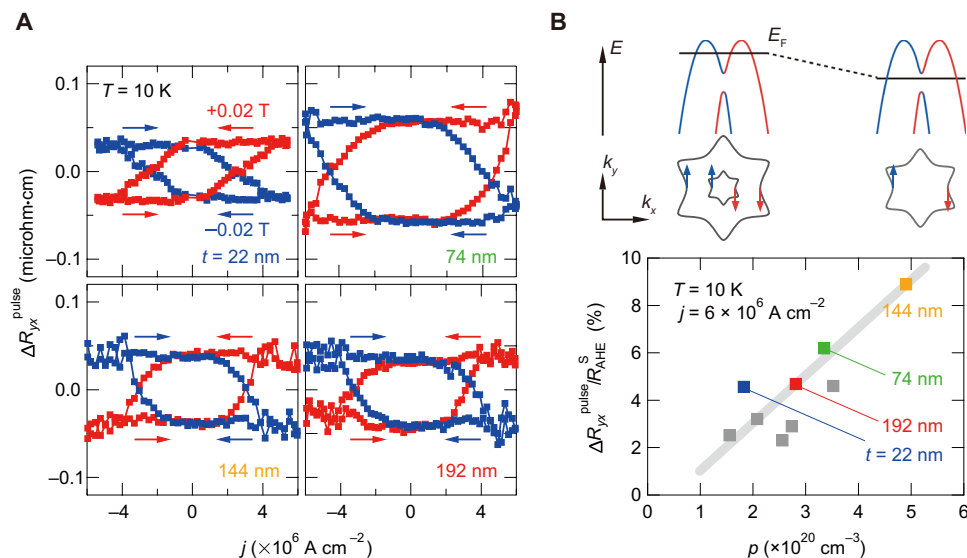 A
T = 10 K
+0.02 T
−0.02 T
t = 22 nm
74 nm
144 nm
192 nm
0.1
0.0
−0.1
0.1
0.0
−0.1
−4 0 4
−4 0 4
ΔR_yx^pulse (microhm·cm)
j (×10^6 A cm^−2)
B
E
E_F
k_y
k_x
T = 10 K
j = 6 × 10^6 A cm^−2
144 nm
74 nm
192 nm
t = 22 nm
10
8
6
4
2
0
0 1 2 3 4 5 6
ΔR_yx^pulse/R_AHE^S (%)
p (×10^20 cm^−3)